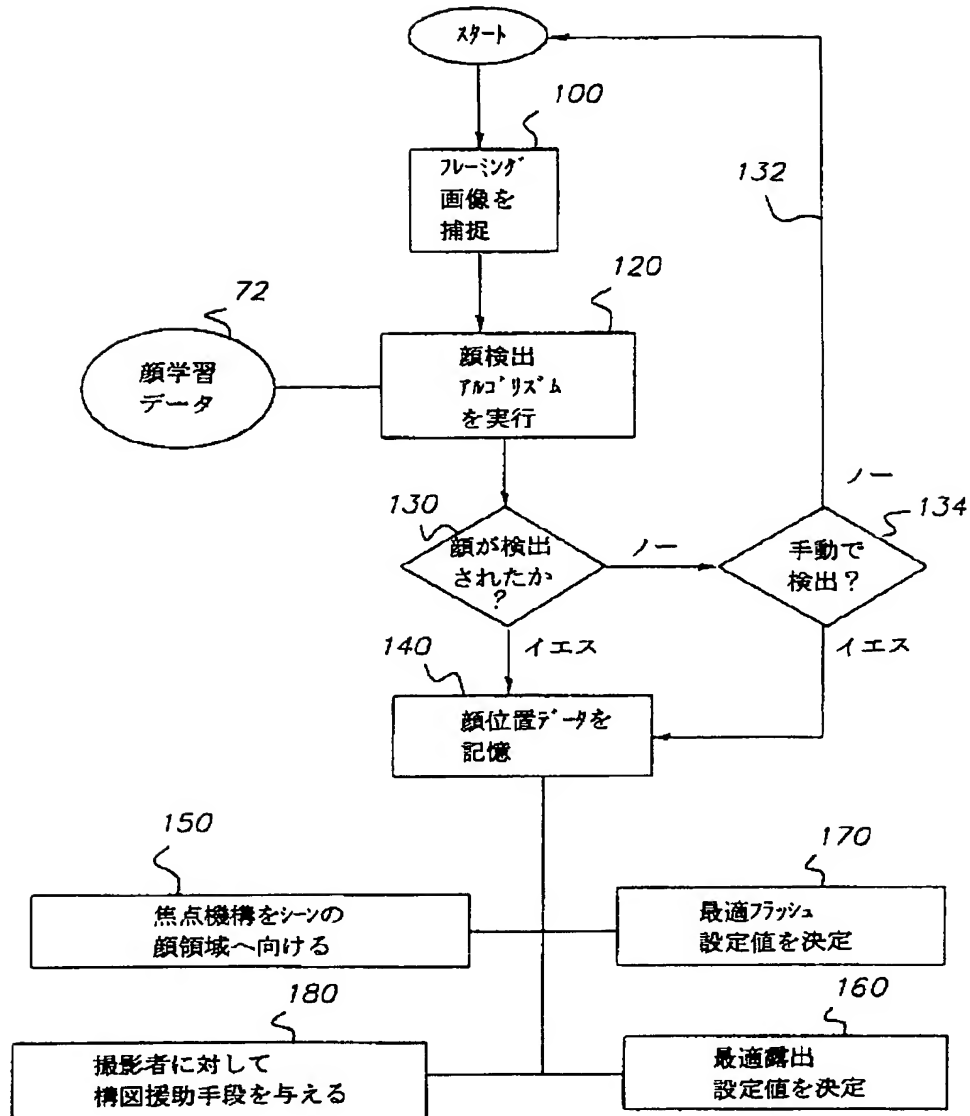 スタート
100
フレーミング
画像を
捕捉
132
120
72
顔学習
データ
顔検出
アルゴリズム
を実行
ノー
134
130
顔が検出
されたか
?
ノー
手動で
検出?
イエス
イエス
140
顔位置データを
記憶
150
170
焦点機構をシーンの
顔領域へ向ける
最適フラッシュ
設定値を決定
180
160
撮影者に対して
構図援助手段を与える
最適露出
設定値を決定